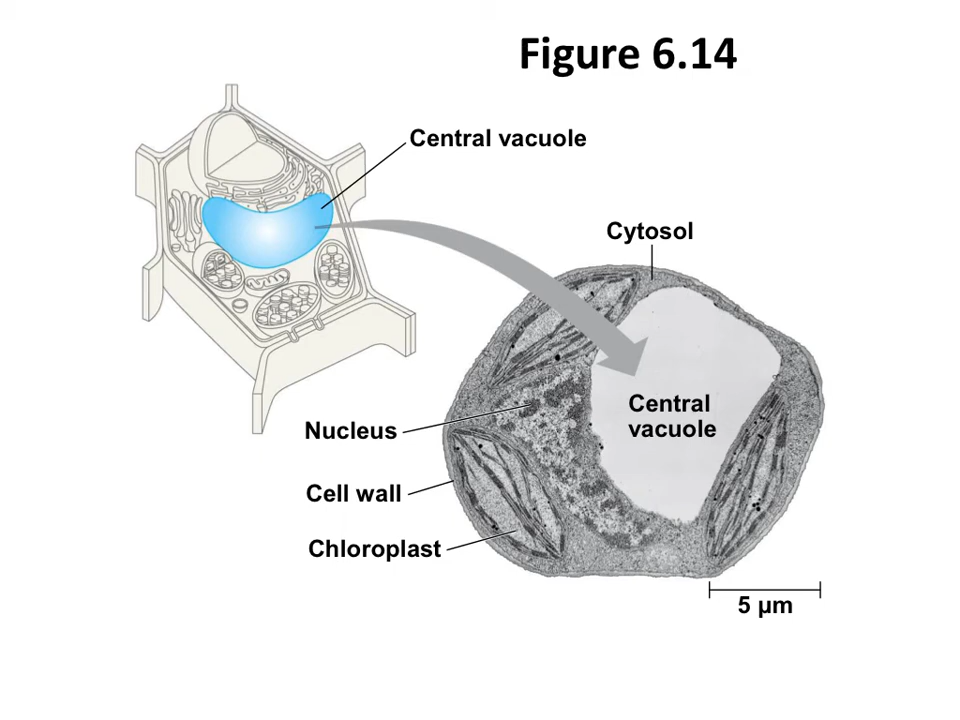 Figure 6.14
Central vacuole
Cytosol
Central
vacuole
Nucleus
Cell wall
Chloroplast
5 µm